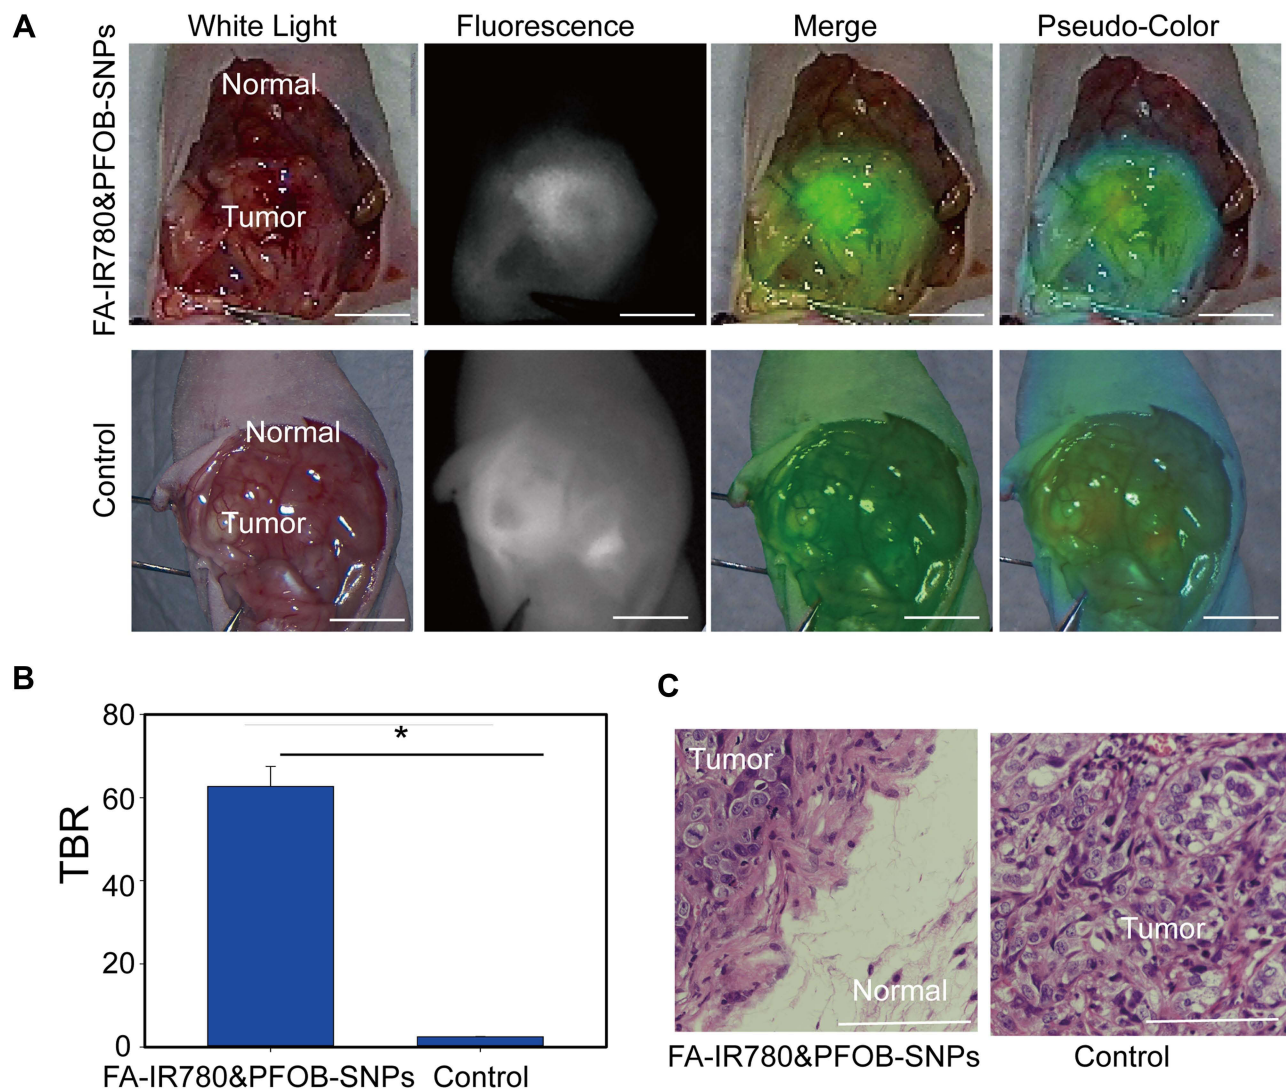 A
White Light Fluorescence Merge Pseudo-Color
FA-IR780&PFOB-SNPs
Normal
Tumor
Control
Normal
Tumor
B
80
60
40
20
0
TBR
*
FA-IR780&PFOB-SNPs Control
C
Tumor
Normal
Tumor
FA-IR780&PFOB-SNPs Control